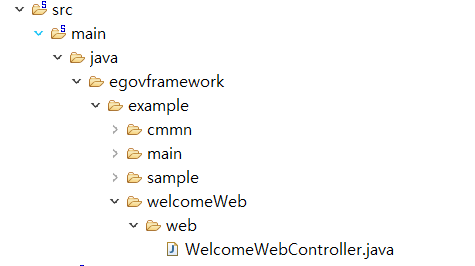 src
main
java
egovframework
example
cmmn
main
sample
welcomeWeb
web
WelcomeWebController.java